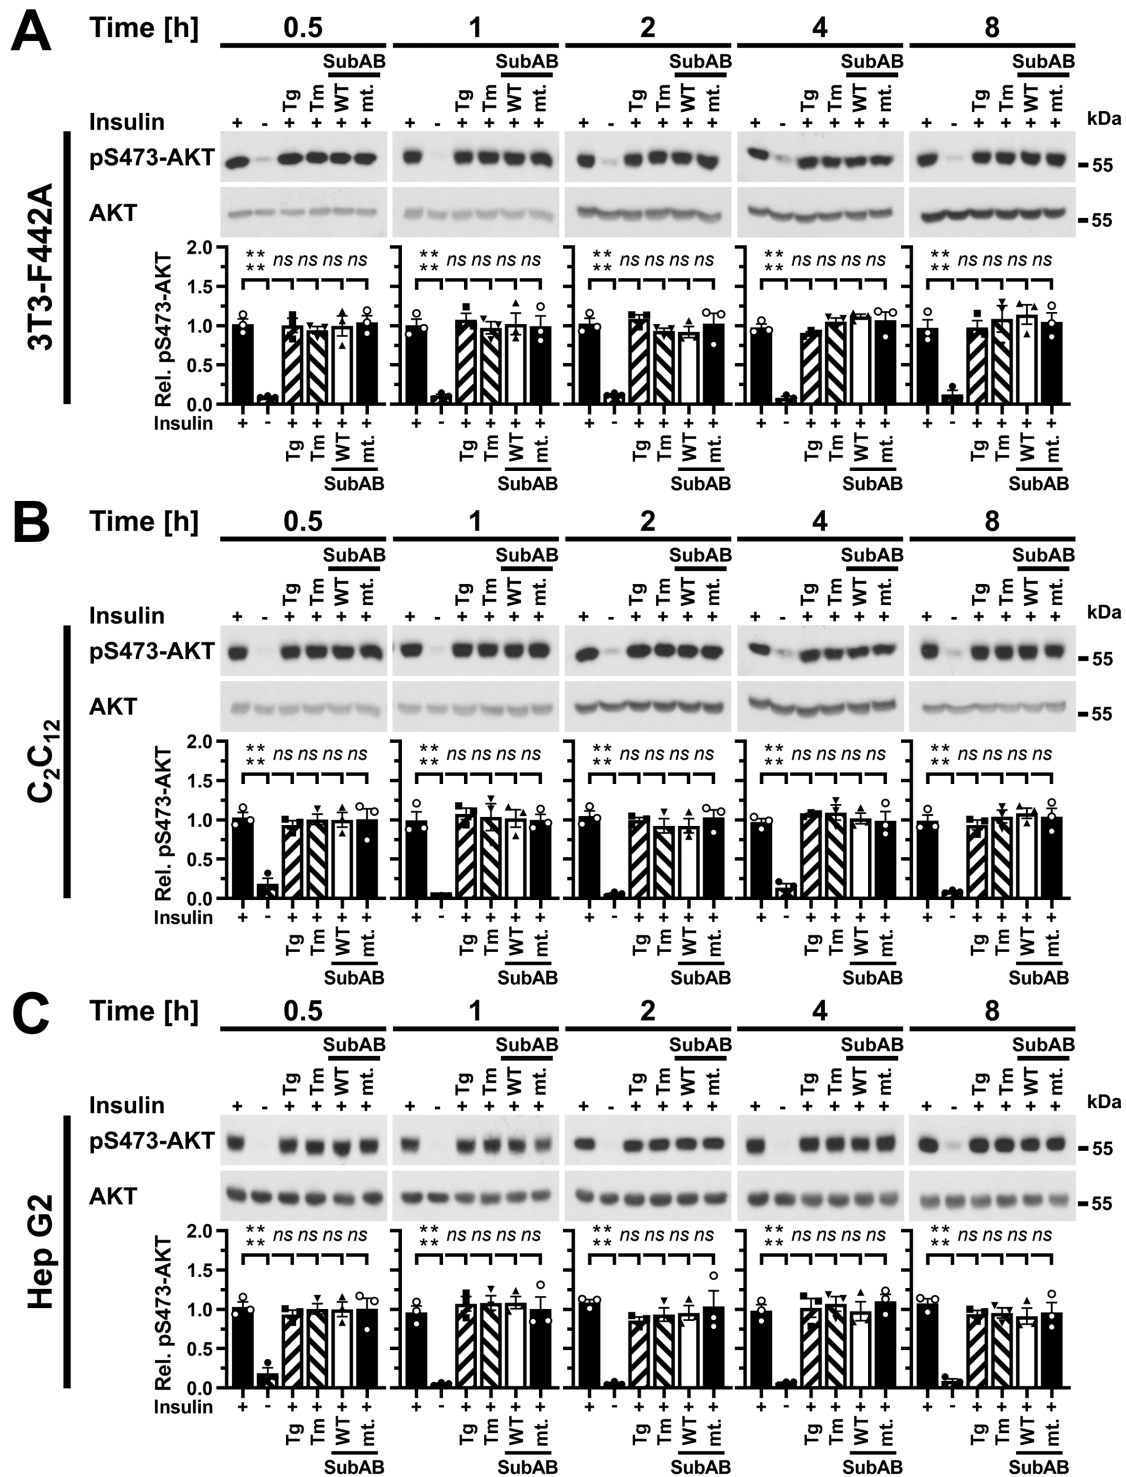 A
Time [h] 0.5 1 2 4 8
SubAB SubAB SubAB SubAB SubAB
Tg Tm WT mt. Tg Tm WT mt. Tg Tm WT mt. Tg Tm WT mt. Tg Tm WT mt.
Insulin + - + + + + + - + + + + + - + + + + + - + + + + + - + + + + kDa
pS473-AKT 55
AKT 55
3T3-F442A
Rel. pS473-AKT
2.0
1.5
1.0
0.5
0.0
** ** ns ns ns ns ** ** ns ns ns ns ** ** ns ns ns ns ** ** ns ns ns ns ** ** ns ns ns ns
Insulin + - + + + + + - + + + + + - + + + + + - + + + + + - + + + +
Tg Tm WT mt. Tg Tm WT mt. Tg Tm WT mt. Tg Tm WT mt. Tg Tm WT mt.
SubAB SubAB SubAB SubAB SubAB
B
Time [h] 0.5 1 2 4 8
SubAB SubAB SubAB SubAB SubAB
Tg Tm WT mt. Tg Tm WT mt. Tg Tm WT mt. Tg Tm WT mt. Tg Tm WT mt.
Insulin + - + + + + + - + + + + + - + + + + + - + + + + + - + + + + kDa
pS473-AKT 55
AKT 55
C2C12
Rel. pS473-AKT
2.0
1.5
1.0
0.5
0.0
** ** ns ns ns ns ** ** ns ns ns ns ** ** ns ns ns ns ** ** ns ns ns ns ** ** ns ns ns ns
Insulin + - + + + + + - + + + + + - + + + + + - + + + + + - + + + +
Tg Tm WT mt. Tg Tm WT mt. Tg Tm WT mt. Tg Tm WT mt. Tg Tm WT mt.
SubAB SubAB SubAB SubAB SubAB
C
Time [h] 0.5 1 2 4 8
SubAB SubAB SubAB SubAB SubAB
Tg Tm WT mt. Tg Tm WT mt. Tg Tm WT mt. Tg Tm WT mt. Tg Tm WT mt.
Insulin + - + + + + + - + + + + + - + + + + + - + + + + + - + + + + kDa
pS473-AKT 55
AKT 55
Hep G2
Rel. pS473-AKT
2.0
1.5
1.0
0.5
0.0
** ** ns ns ns ns ** ** ns ns ns ns ** ** ns ns ns ns ** ** ns ns ns ns ** ** ns ns ns ns
Insulin + - + + + + + - + + + + + - + + + + + - + + + + + - + + + +
Tg Tm WT mt. Tg Tm WT mt. Tg Tm WT mt. Tg Tm WT mt. Tg Tm WT mt.
SubAB SubAB SubAB SubAB SubAB